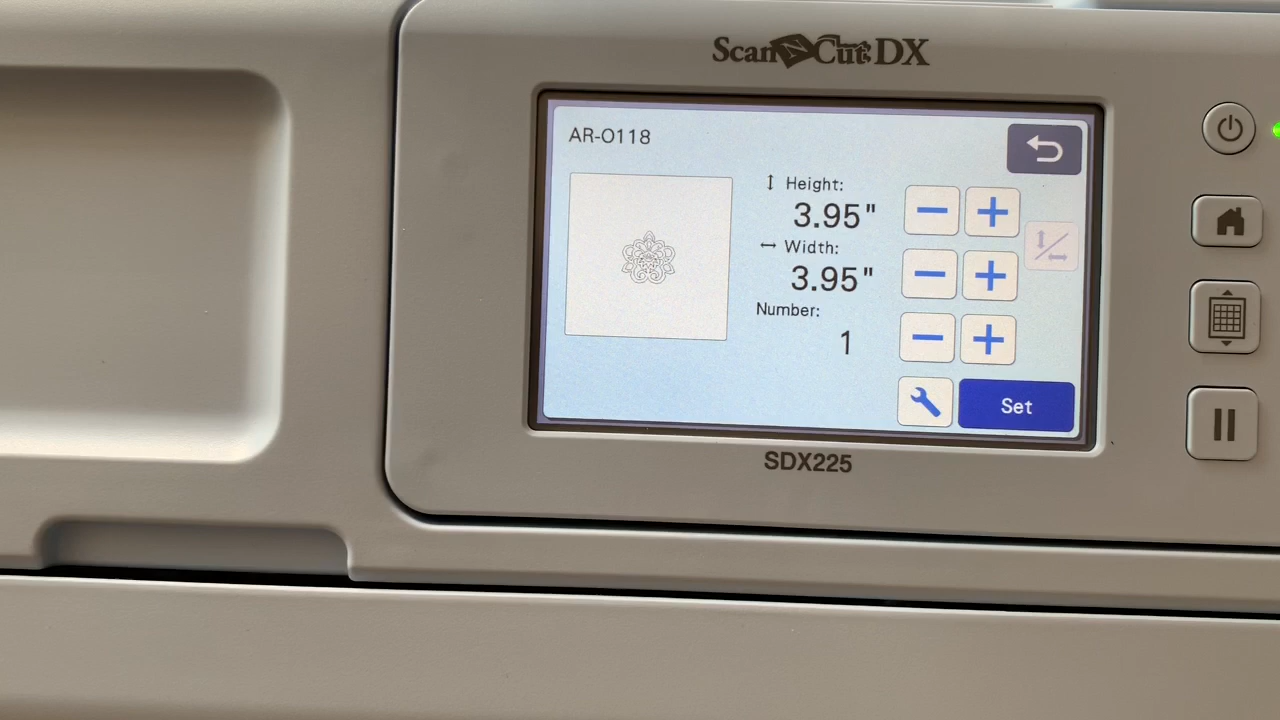 ScanNCut DX
AR-O118
Height:
3.95"
Width:
3.95"
Number:
1
Set
SDX225